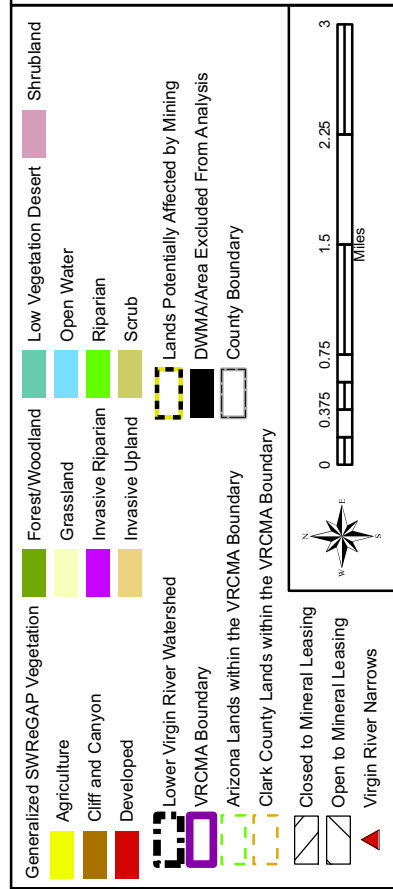 Generalized SWReGAP Vegetation
Agriculture
Cliff and Canyon
Developed
Forest/Woodland
Grassland
Invasive Riparian
Invasive Upland
Low Vegetation Desert
Open Water
Riparian
Scrub
Shrubland
Lower Virgin River Watershed
VRCMA Boundary
Arizona Lands within the VRCMA Boundary
Clark County Lands within the VRCMA Boundary
Lands Potentially Affected by Mining
DWMA/Area Excluded From Analysis
County Boundary
Closed to Mineral Leasing
Open to Mineral Leasing
Virgin River Narrows
N
W E
S
0 0.375 0.75 1.5 2.25 3
Miles